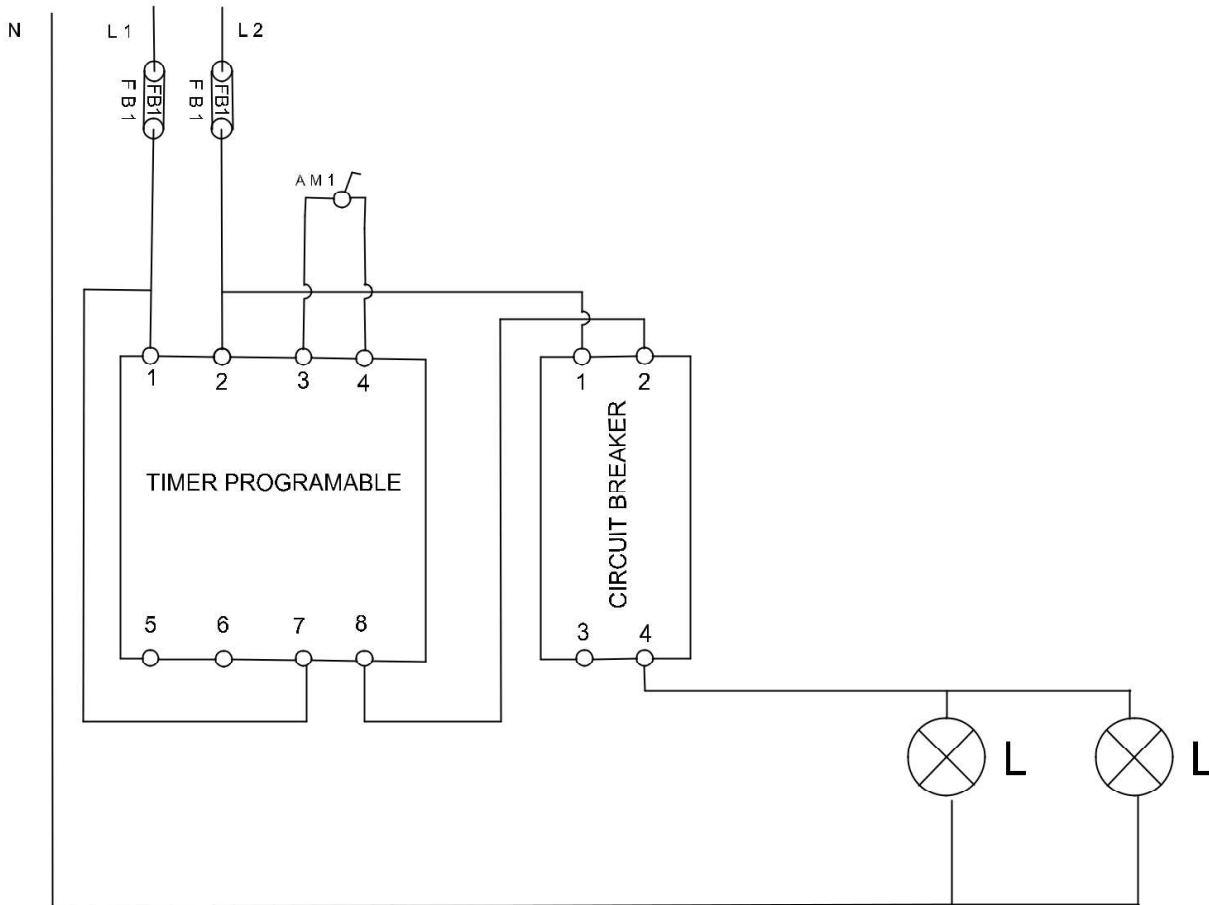 N
L 1
L 2
F B 1
FB1
F B 1
FB1
A M 1
1
2
3
4
1
2
TIMER PROGRAMABLE
CIRCUIT BREAKER
5
6
7
8
3
4
L
L